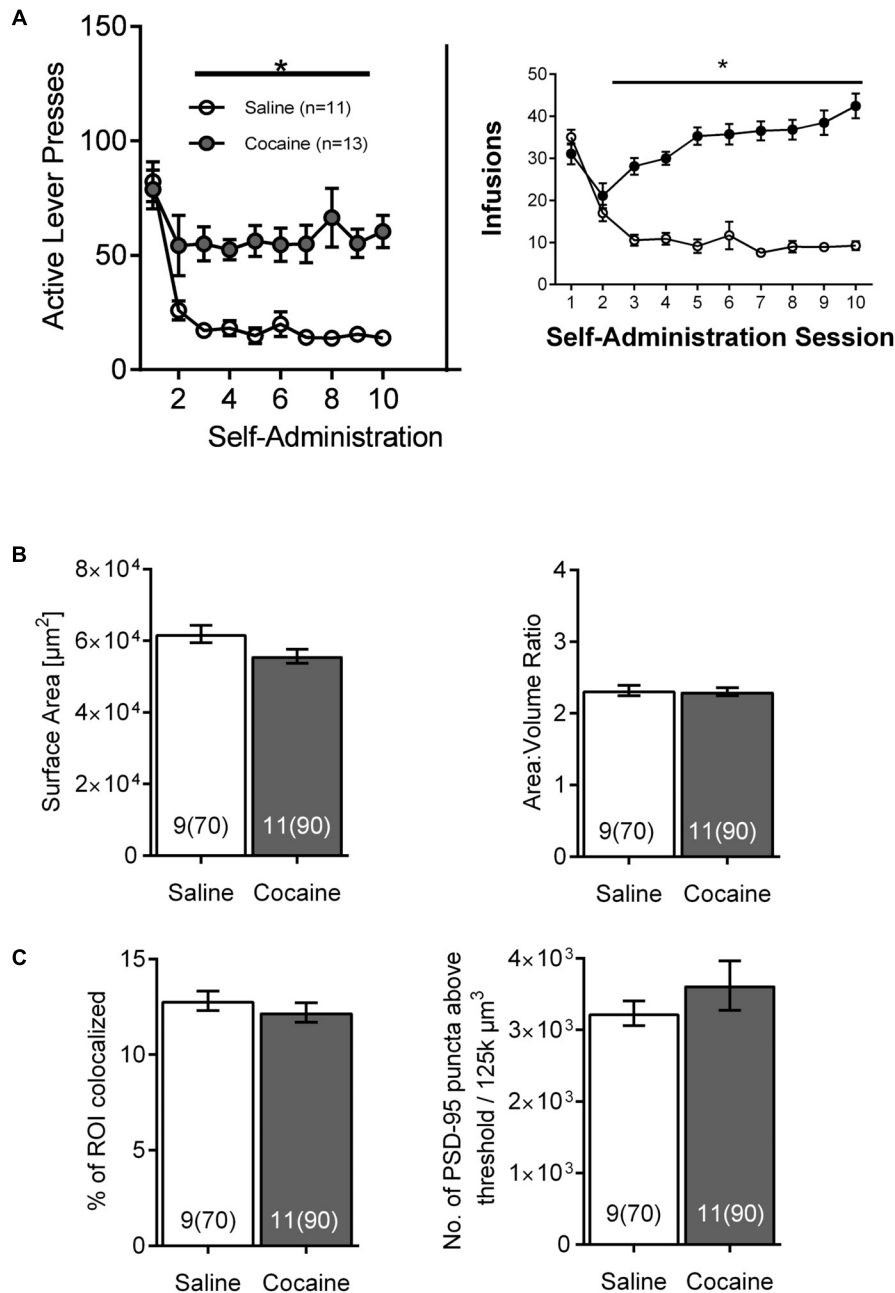 A
150
100
50
0
Active Lever Presses
*
Saline (n=11)
Cocaine (n=13)
2 4 6 8 10
Self-Administration
50
40
30
20
10
0
Infusions
*
1 2 3 4 5 6 7 8 9 10
Self-Administration Session
B
8×10⁴
6×10⁴
4×10⁴
2×10⁴
0
Surface Area [µm²]
9(70) 11(90)
Saline Cocaine
4
3
2
1
0
Area:Volume Ratio
9(70) 11(90)
Saline Cocaine
C
15
10
5
0
% of ROI colocalized
9(70) 11(90)
Saline Cocaine
4×10³
3×10³
2×10³
1×10³
0
No. of PSD-95 puncta above
threshold / 125k µm³
9(70) 11(90)
Saline Cocaine